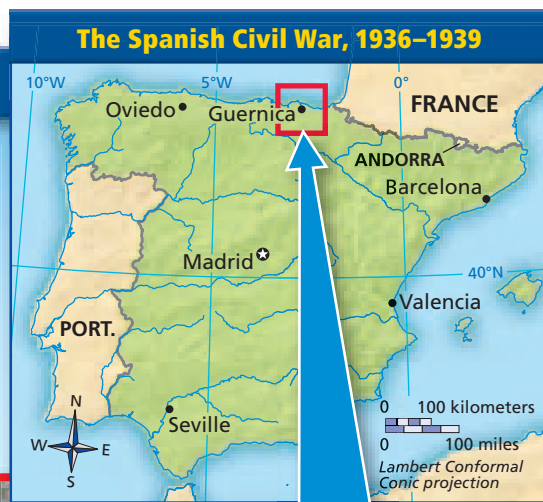 The Spanish Civil War, 1936–1939
10°W
5°W
0°
Oviedo
Guernica
FRANCE
ANDORRA
Barcelona
Madrid
40°N
Valencia
PORT.
Seville
N
W
E
S
0 100 kilometers
0 100 miles
Lambert Conformal
Conic projection